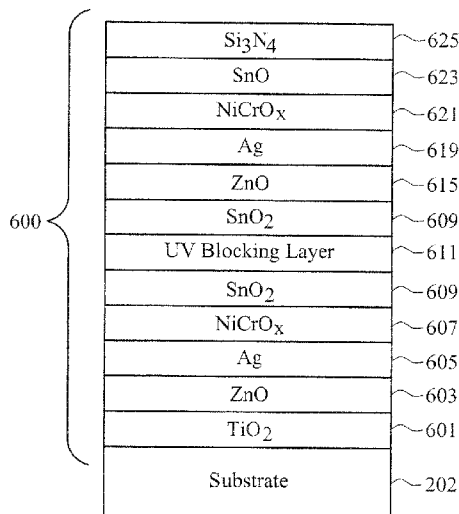 Si3N4 625
SnO 623
NiCrOx 621
Ag 619
ZnO 615
600
SnO2 609
UV Blocking Layer 611
SnO2 609
NiCrOx 607
Ag 605
ZnO 603
TiO2 601
Substrate 202